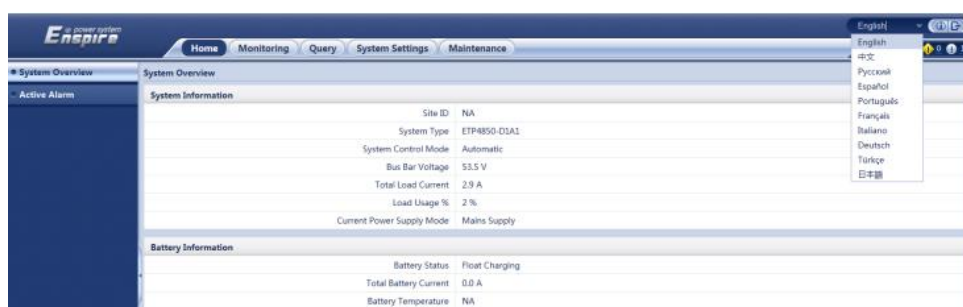 Enspire
e power system
English
Home Monitoring Query System Settings Maintenance
English
中文
Русский
Español
Português
Français
Italiano
Deutsch
Türkçe
日本語
0
System Overview
Active Alarm
System Overview
System Information
Site ID NA
System Type ETP4850-D1A1
System Control Mode Automatic
Bus Bar Voltage 53.5 V
Total Load Current 2.9 A
Load Usage % 2 %
Current Power Supply Mode Mains Supply
Battery Information
Battery Status Float Charging
Total Battery Current 0.0 A
Battery Temperature NA